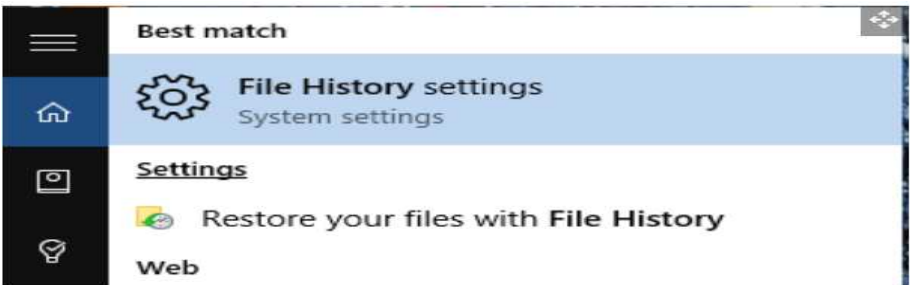 Best match
File History settings
System settings
Settings
Restore your files with File History
Web